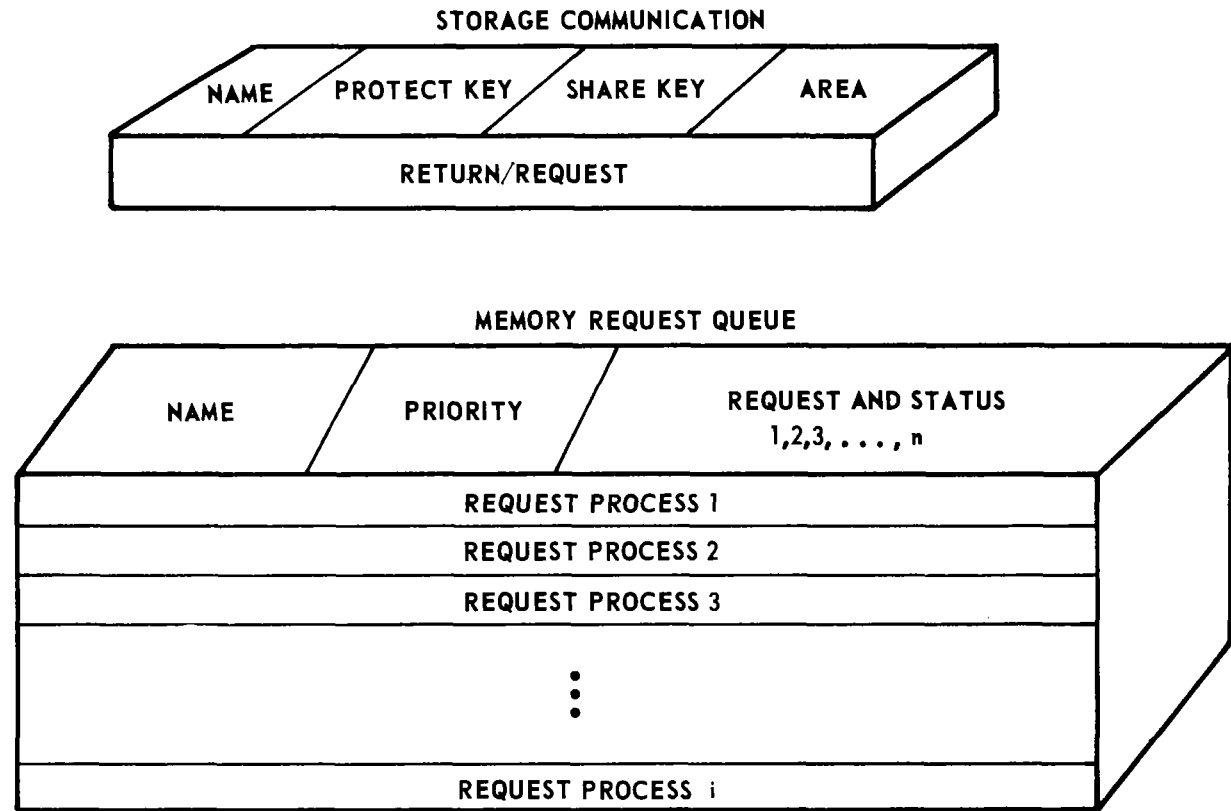 STORAGE COMMUNICATION
NAME PROTECT KEY SHARE KEY AREA
RETURN/REQUEST
MEMORY REQUEST QUEUE
NAME PRIORITY REQUEST AND STATUS
1,2,3, . . . , n
REQUEST PROCESS 1
REQUEST PROCESS 2
REQUEST PROCESS 3
REQUEST PROCESS i